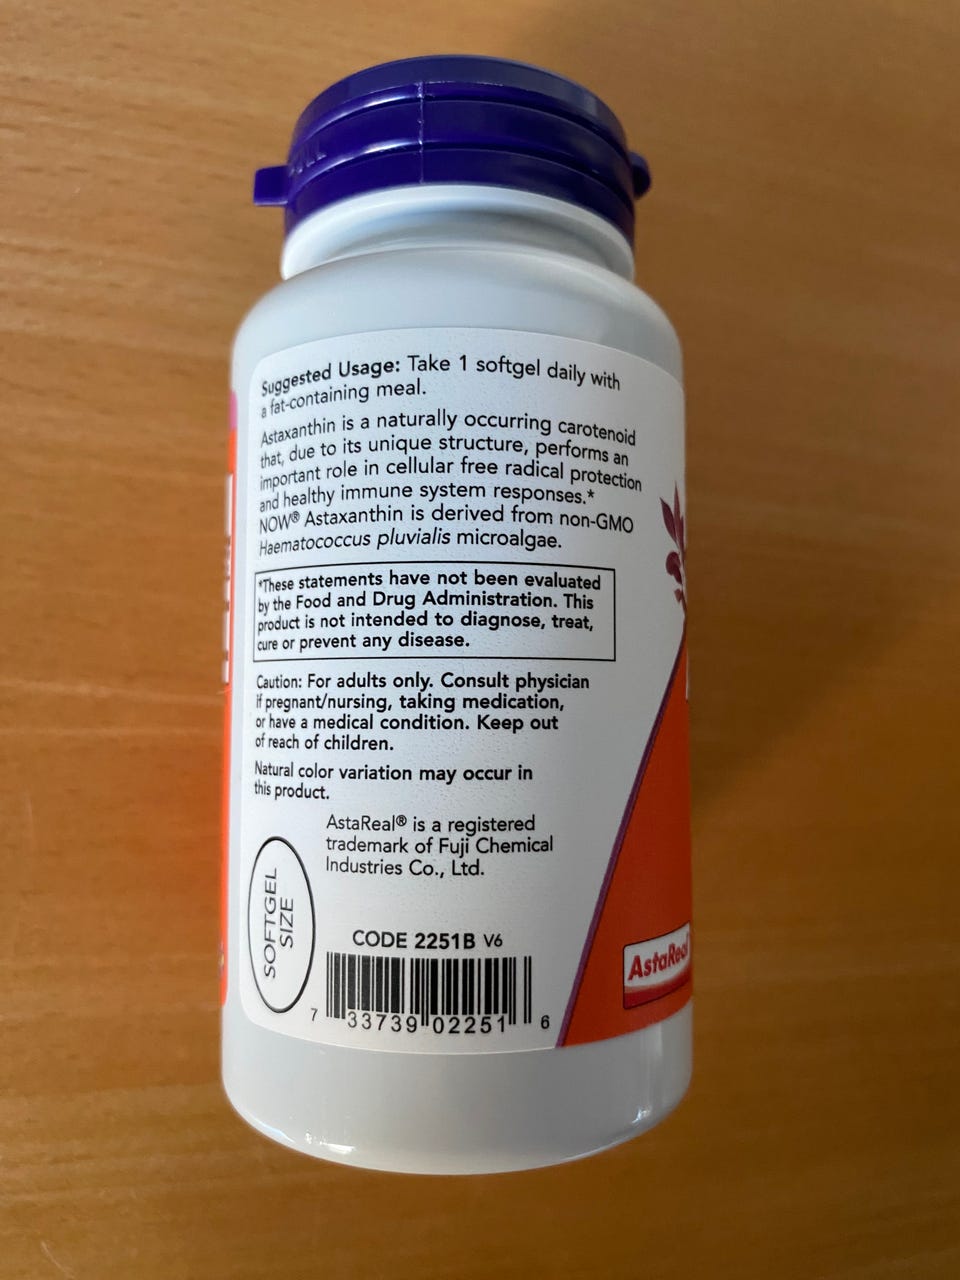 Suggested Usage: Take 1 softgel daily with
a fat-containing meal.
Astaxanthin is a naturally occurring carotenoid
that, due to its unique structure, performs an
important role in cellular free radical protection
and healthy immune system responses.*
NOW® Astaxanthin is derived from non-GMO
Haematococcus pluvialis microalgae.
*These statements have not been evaluated
by the Food and Drug Administration. This
product is not intended to diagnose, treat,
cure or prevent any disease.
Caution: For adults only. Consult physician
if pregnant/nursing, taking medication,
or have a medical condition. Keep out
of reach of children.
Natural color variation may occur in
this product.
AstaReal® is a registered
trademark of Fuji Chemical
Industries Co., Ltd.
SOFTGEL
SIZE
CODE 2251B V6
7 33739 02251 6
AstaReal